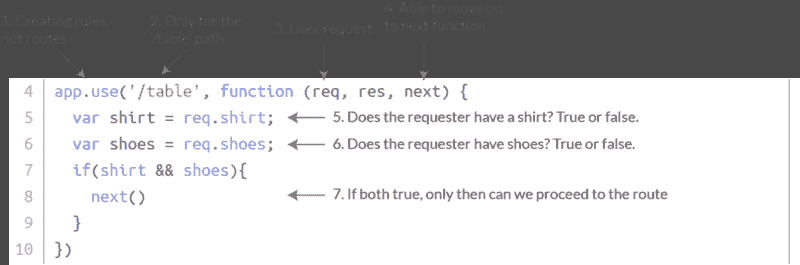 1. Creating rules, not routes
2. Only for the '/table' path
3. User request
4. Able to move on to next function
4 app.use('/table', function (req, res, next) {
5 var shirt = req.shirt; 5. Does the requester have a shirt? True or false.
6 var shoes = req.shoes; 6. Does the requester have shoes? True or false.
7 if(shirt && shoes){
8 next() 7. If both true, only then can we proceed to the route
9 }
10 })